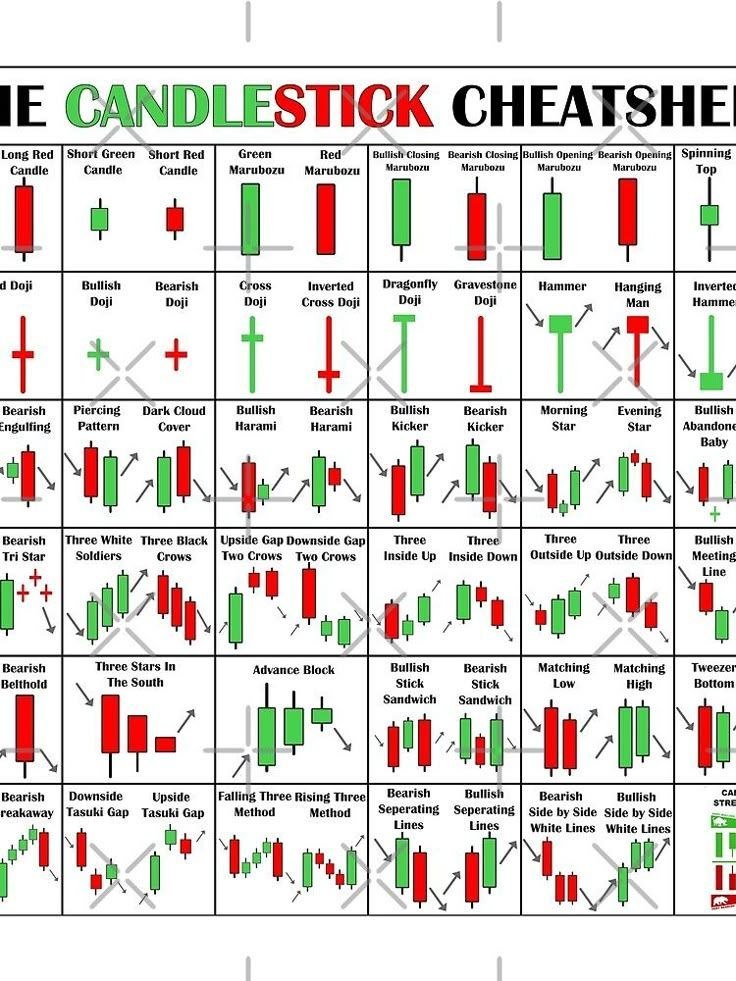 HE CANDLESTICK CHEATSHE
Long Red
Candle
Short Green
Candle
Short Red
Candle
Green
Marubozu
Red
Marubozu
Bullish Closing
Marubozu
Bearish Closing
Marubozu
Bullish Opening
Marubozu
Bearish Opening
Marubozu
Spinning
Top
d Doji
Bullish
Doji
Bearish
Doji
Cross
Doji
Inverted
Cross Doji
Dragonfly
Doji
Gravestone
Doji
Hammer
Hanging
Man
Inverted
Hammer
Bearish
Engulfing
Piercing
Pattern
Dark Cloud
Cover
Bullish
Harami
Bearish
Harami
Bullish
Kicker
Bearish
Kicker
Morning
Star
Evening
Star
Bullish
Abandone
Baby
Bearish
Tri Star
Three White
Soldiers
Three Black
Crows
Upside Gap
Two Crows
Downside Gap
Two Crows
Three
Inside Up
Three
Inside Down
Three
Outside Up
Three
Outside Down
Bullish
Meeting
Line
Bearish
Belthold
Three Stars In
The South
Advance Block
Bullish
Stick
Sandwich
Bearish
Stick
Sandwich
Matching
Low
Matching
High
Tweezer
Bottom
Bearish
reakaway
Downside
Tasuki Gap
Upside
Tasuki Gap
Falling Three
Method
Rising Three
Method
Bearish
Seperating
Lines
Bullish
Seperating
Lines
Bearish
Side by Side
White Lines
Bullish
Side by Side
White Lines
CA
STRE